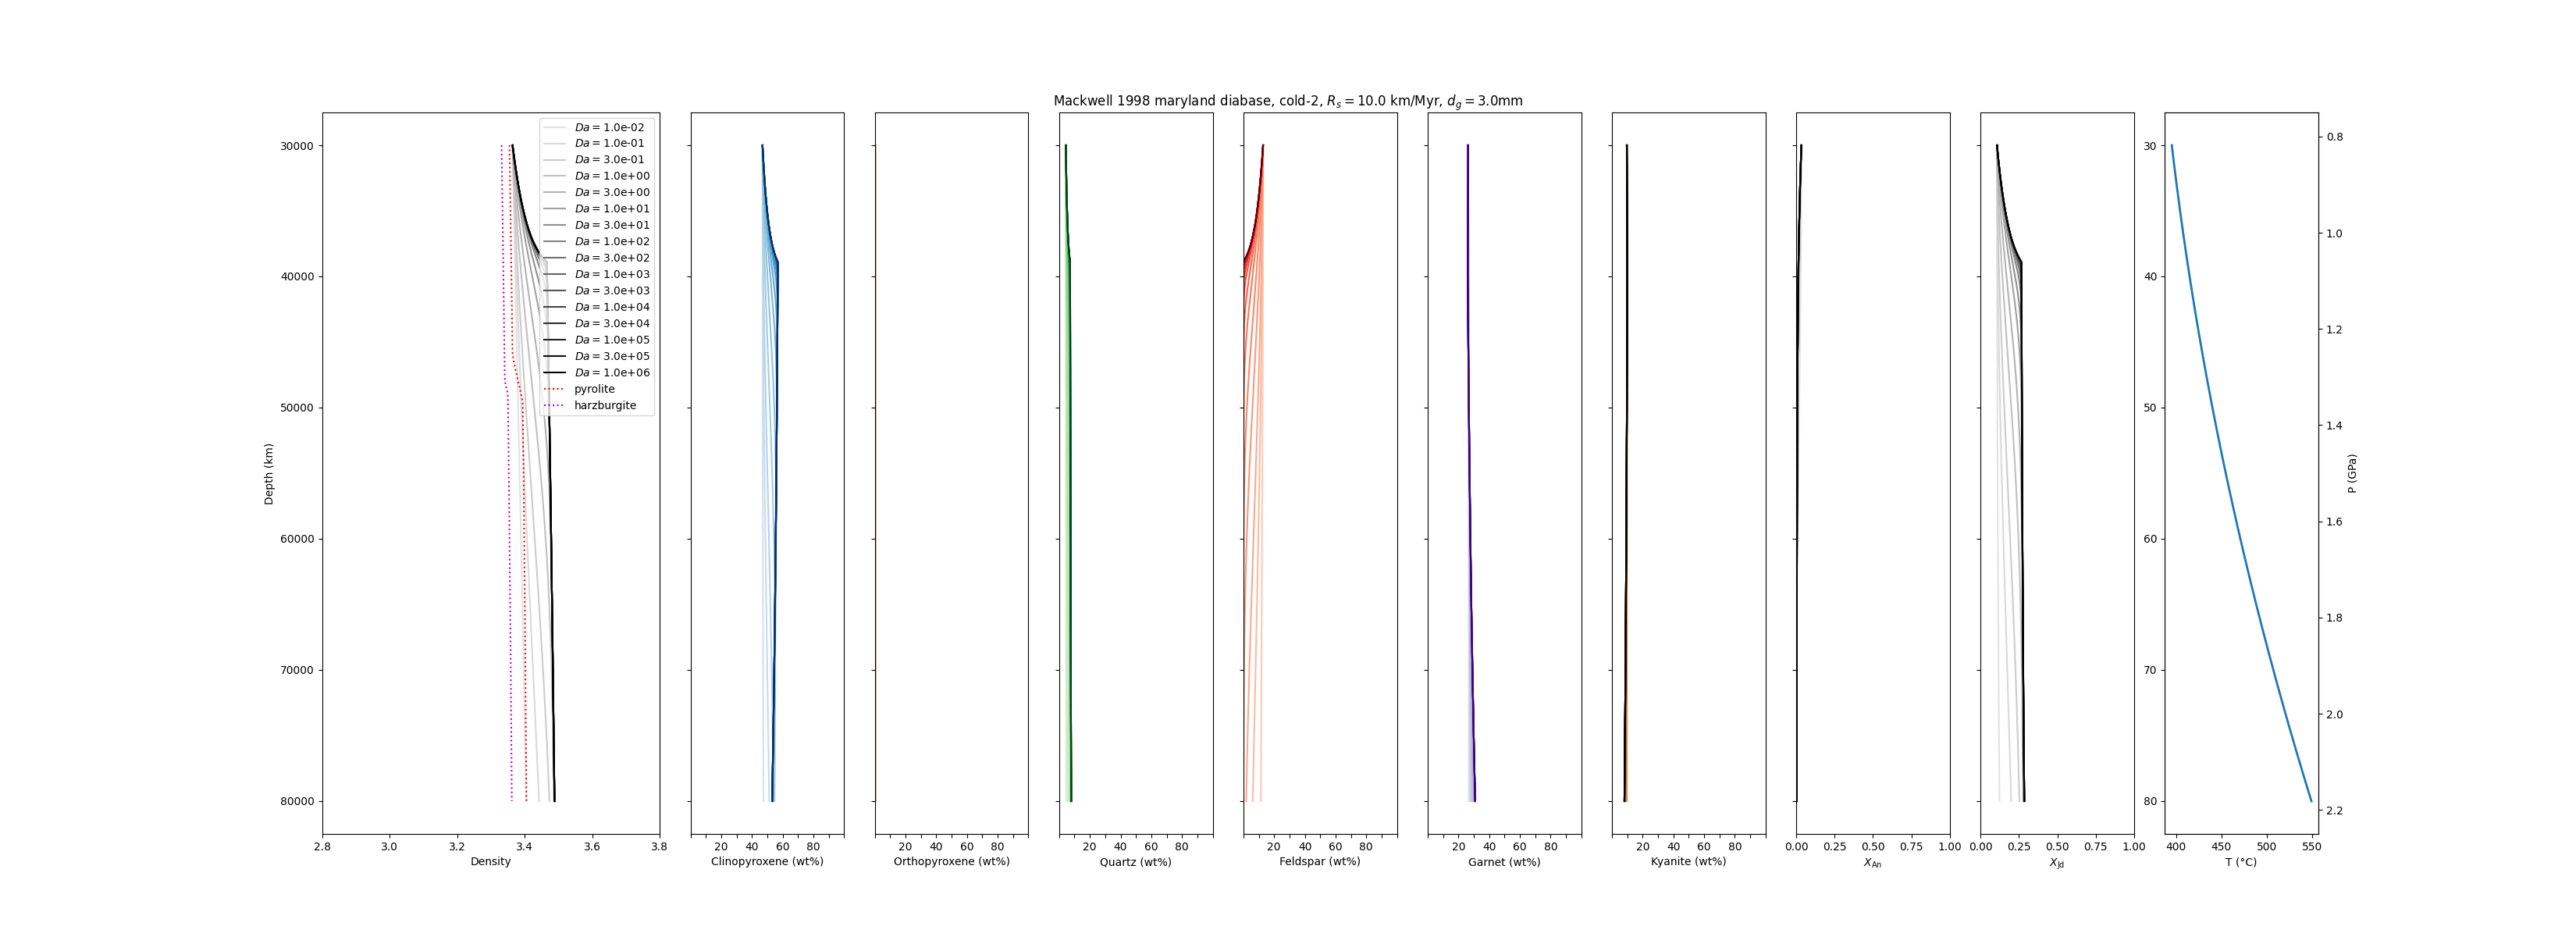 Mackwell 1998 maryland diabase, cold-2, Rs = 10.0 km/Myr, dg = 3.0mm
Da = 1.0e-02
Da = 1.0e-01
Da = 3.0e-01
Da = 1.0e+00
Da = 3.0e+00
Da = 1.0e+01
Da = 3.0e+01
Da = 1.0e+02
Da = 3.0e+02
Da = 1.0e+03
Da = 3.0e+03
Da = 1.0e+04
Da = 3.0e+04
Da = 1.0e+05
Da = 3.0e+05
Da = 1.0e+06
pyrolite
harzburgite
Depth (km)
30000
40000
50000
60000
70000
80000
2.8 3.0 3.2 3.4 3.6 3.8
Density
20 40 60 80
Clinopyroxene (wt%)
20 40 60 80
Orthopyroxene (wt%)
20 40 60 80
Quartz (wt%)
20 40 60 80
Feldspar (wt%)
20 40 60 80
Garnet (wt%)
20 40 60 80
Kyanite (wt%)
0.00 0.25 0.50 0.75 1.00
XAn
0.00 0.25 0.50 0.75 1.00
XJd
30
40
50
60
70
80
400 450 500 550
T (°C)
0.8
1.0
1.2
1.4
1.6
1.8
2.0
2.2
P (GPa)